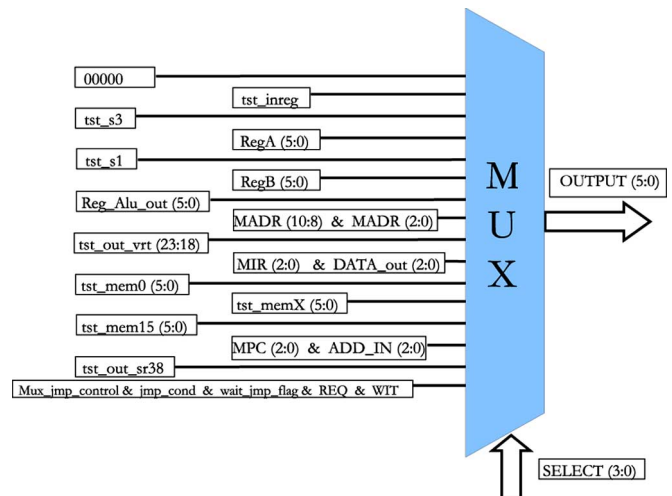 00000
tst_inreg
tst_s3
RegA (5:0)
tst_s1
RegB (5:0)
Reg_Alu_out (5:0)
MADR (10:8) & MADR (2:0)
tst_out_vrt (23:18)
MIR (2:0) & DATA_out (2:0)
tst_mem0 (5:0)
tst_memX (5:0)
tst_mem15 (5:0)
MPC (2:0) & ADD_IN (2:0)
tst_out_sr38
Mux_jmp_control & jmp_cond & wait_jmp_flag & REQ & WIT
M
U
X
OUTPUT (5:0)
SELECT (3:0)